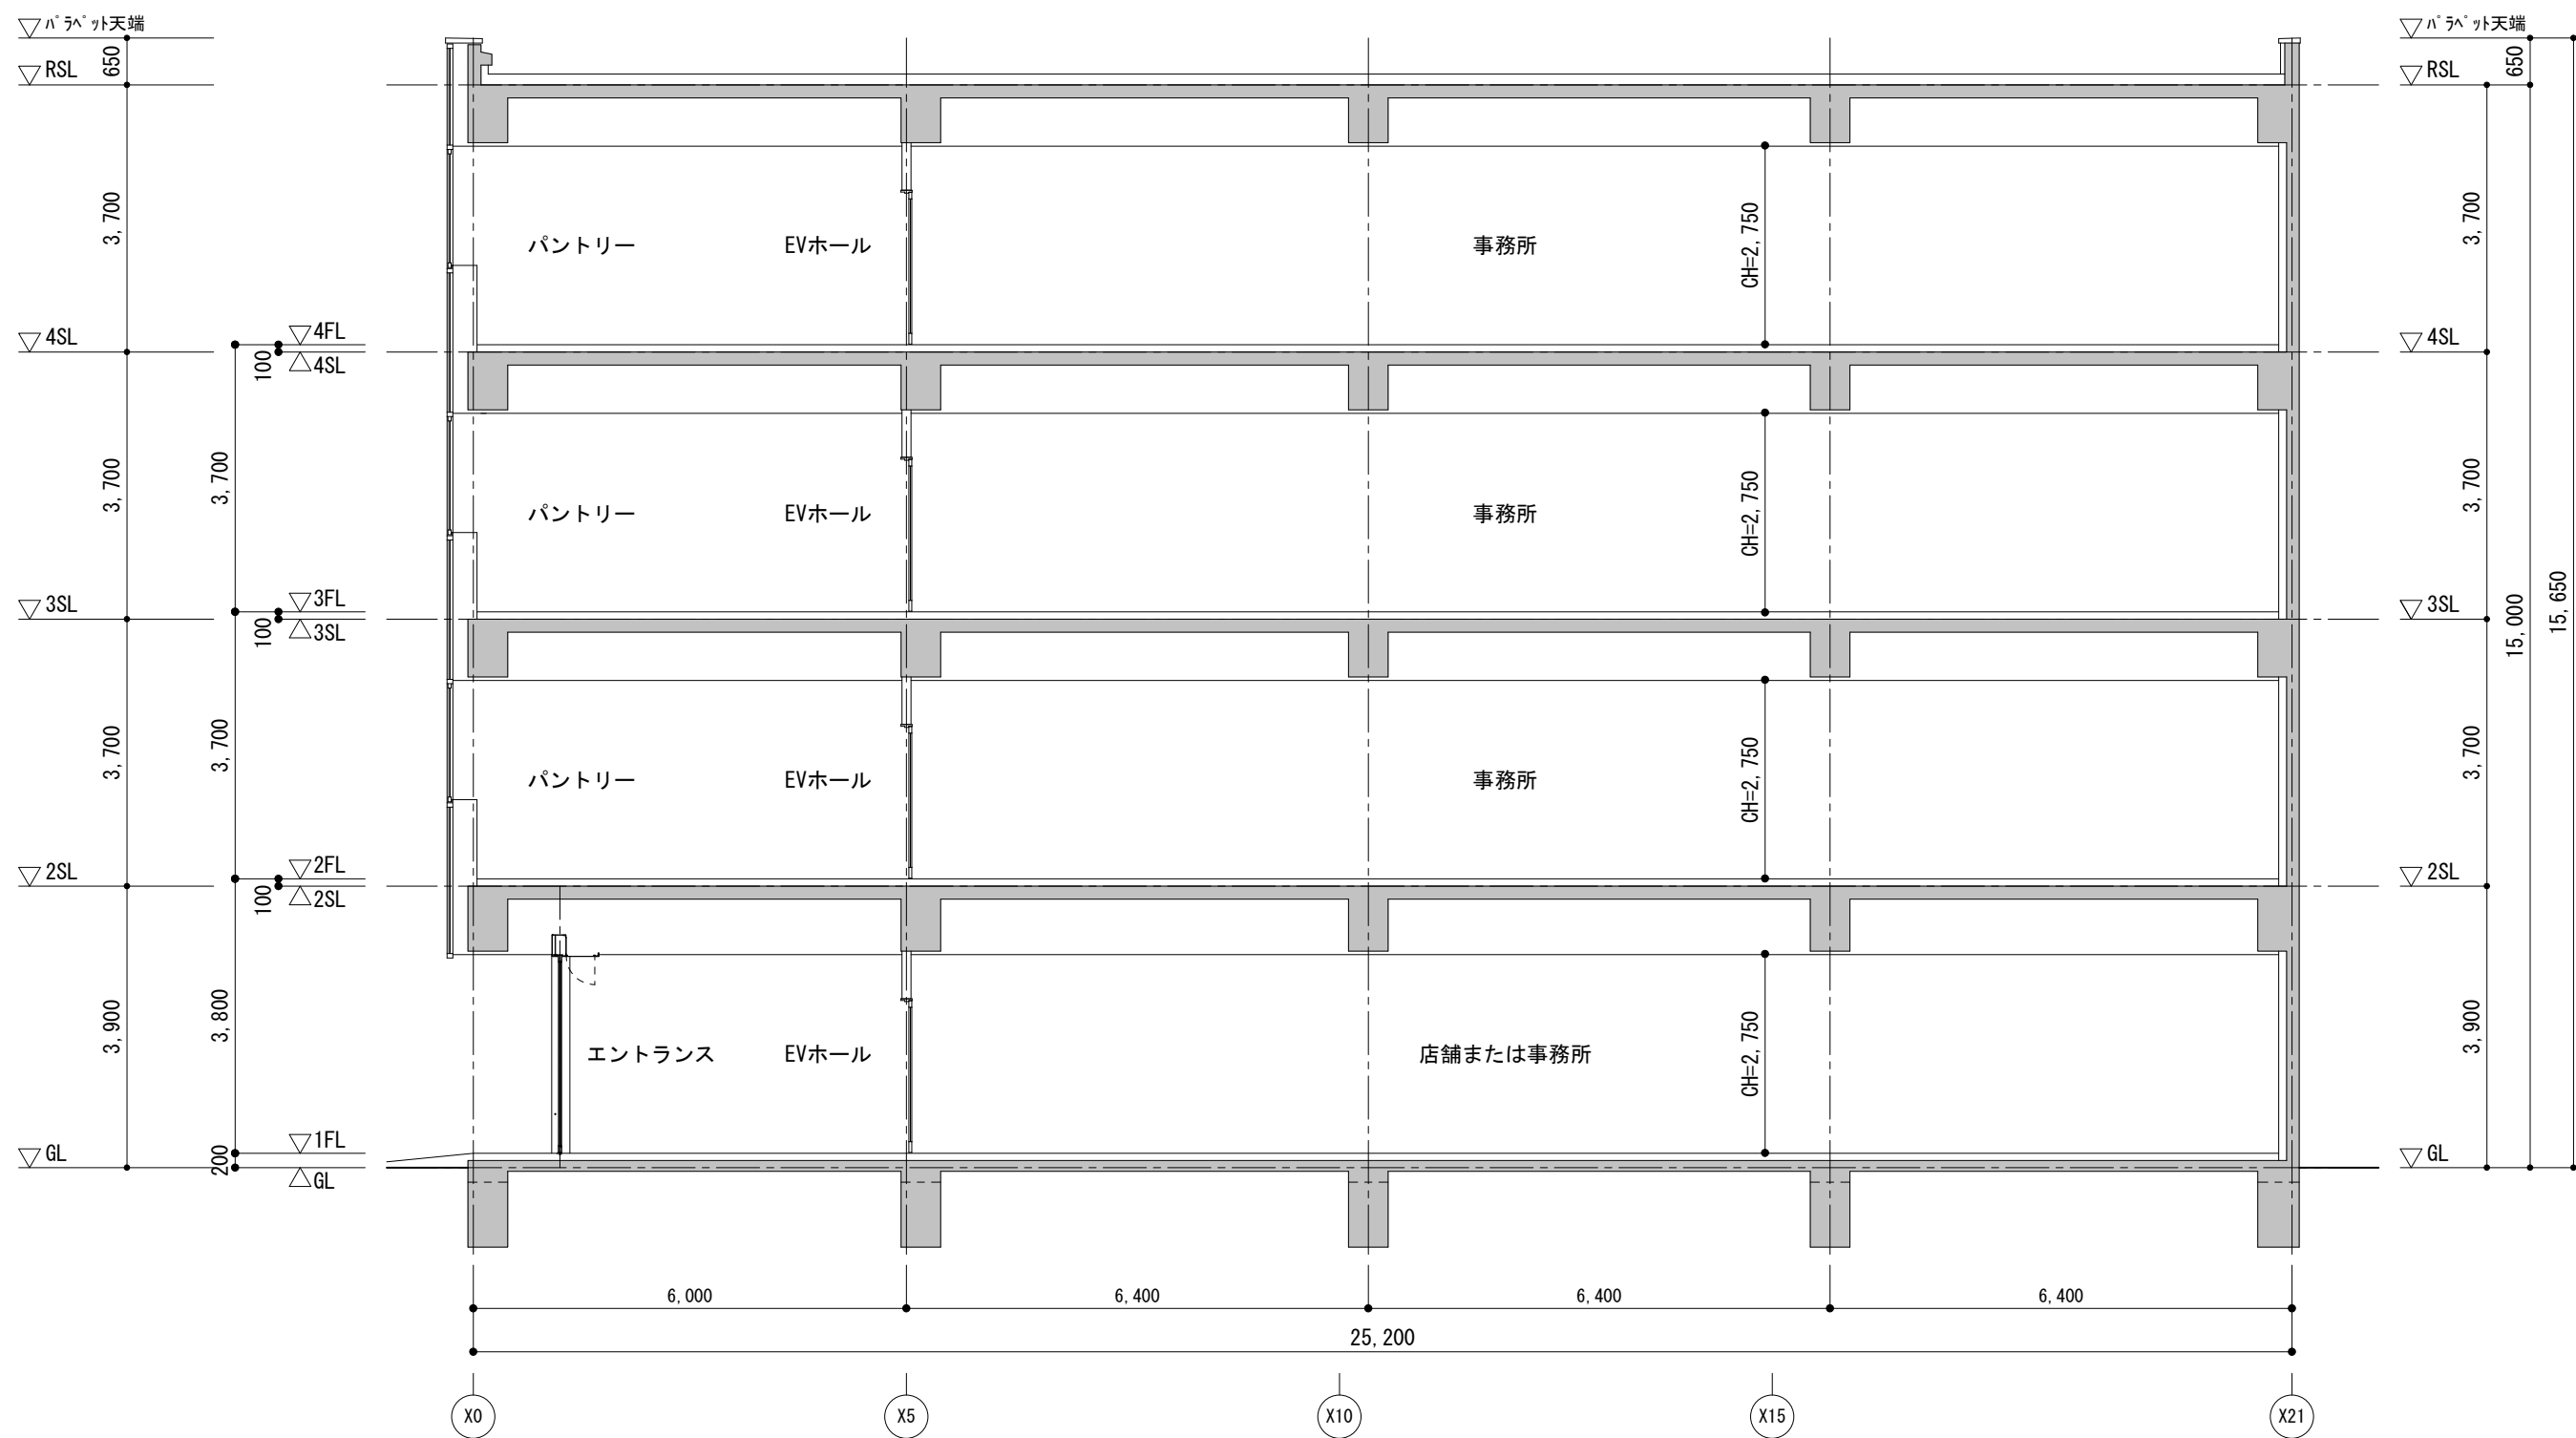 パラペット天端
パラペット天端
650
650
RSL
RSL
3,700
パントリー
EVホール
事務所
CH=2,750
3,700
4SL
4FL
4SL
100
4SL
3,700
3,700
パントリー
EVホール
事務所
CH=2,750
3,700
3SL
3FL
3SL
100
3SL
15,000
15,650
3,700
3,700
パントリー
EVホール
事務所
CH=2,750
3,700
2SL
2FL
2SL
100
2SL
3,900
3,800
エントランス
EVホール
店舗または事務所
CH=2,750
3,900
GL
200
1FL
GL
GL
6,000
6,400
6,400
6,400
25,200
X0
X5
X10
X15
X21